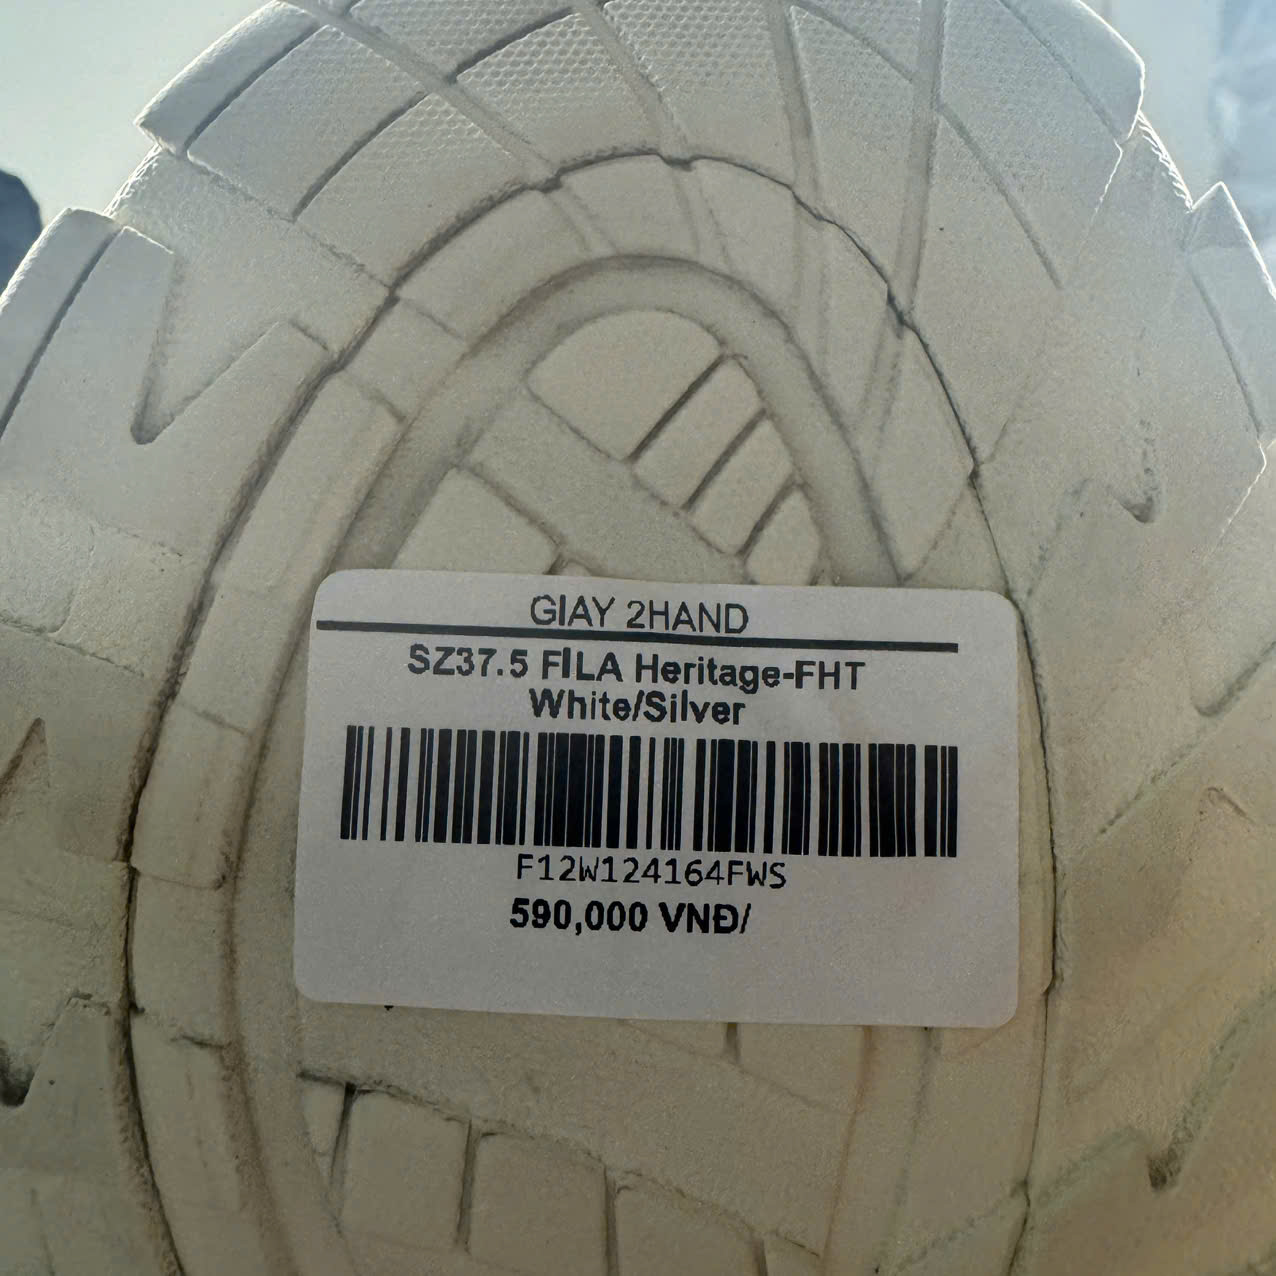 GIAY 2HAND
SZ37.5 FILA Heritage-FHT
White/Silver
F12W124164FWS
590,000 VNĐ/